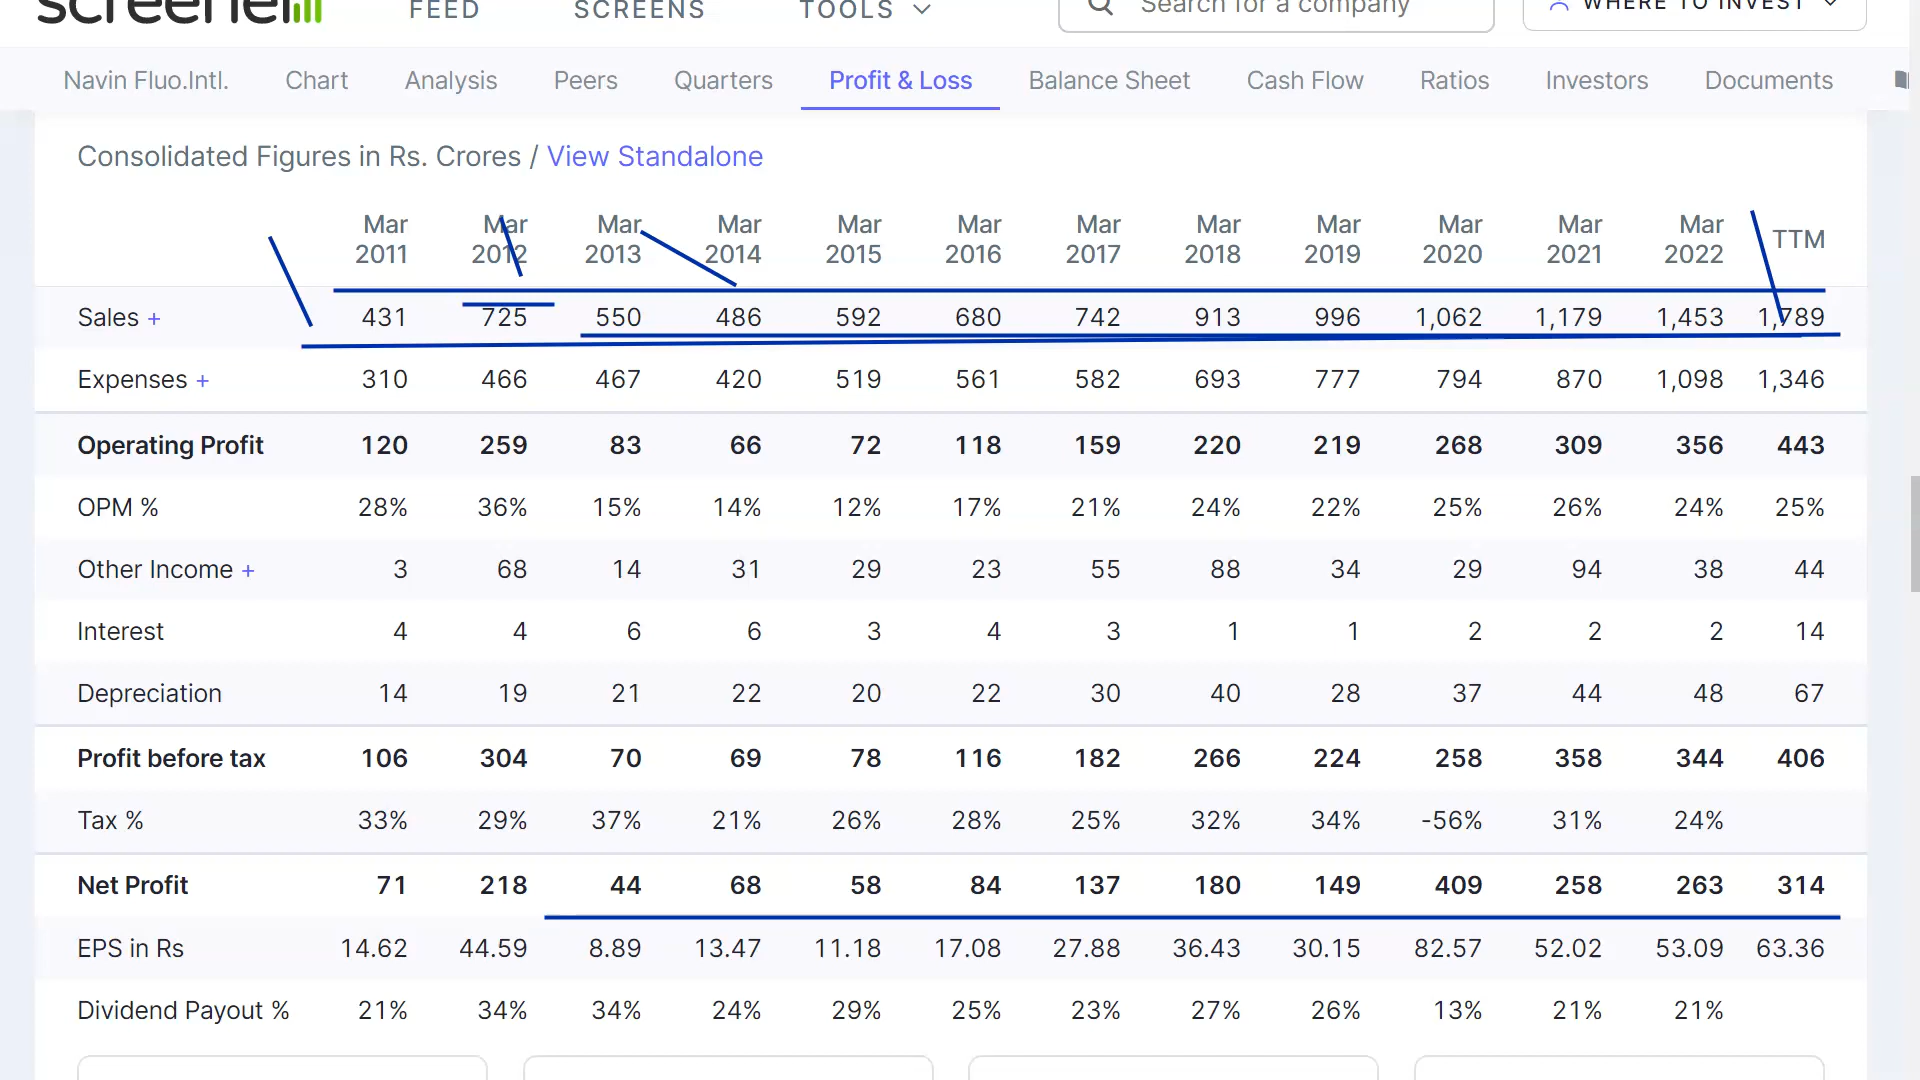 screener
FEED SCREENS TOOLS Search for a company WHERE TO INVEST
Navin Fluo.Intl. Chart Analysis Peers Quarters Profit & Loss Balance Sheet Cash Flow Ratios Investors Documents
Consolidated Figures in Rs. Crores / View Standalone
Mar 2011 Mar 2012 Mar 2013 Mar 2014 Mar 2015 Mar 2016 Mar 2017 Mar 2018 Mar 2019 Mar 2020 Mar 2021 Mar 2022 TTM
Sales + 431 725 550 486 592 680 742 913 996 1,062 1,179 1,453 1,789
Expenses + 310 466 467 420 519 561 582 693 777 794 870 1,098 1,346
Operating Profit 120 259 83 66 72 118 159 220 219 268 309 356 443
OPM % 28% 36% 15% 14% 12% 17% 21% 24% 22% 25% 26% 24% 25%
Other Income + 3 68 14 31 29 23 55 88 34 29 94 38 44
Interest 4 4 6 6 3 4 3 1 1 2 2 2 14
Depreciation 14 19 21 22 20 22 30 40 28 37 44 48 67
Profit before tax 106 304 70 69 78 116 182 266 224 258 358 344 406
Tax % 33% 29% 37% 21% 26% 28% 25% 32% 34% -56% 31% 24%
Net Profit 71 218 44 68 58 84 137 180 149 409 258 263 314
EPS in Rs 14.62 44.59 8.89 13.47 11.18 17.08 27.88 36.43 30.15 82.57 52.02 53.09 63.36
Dividend Payout % 21% 34% 34% 24% 29% 25% 23% 27% 26% 13% 21% 21%